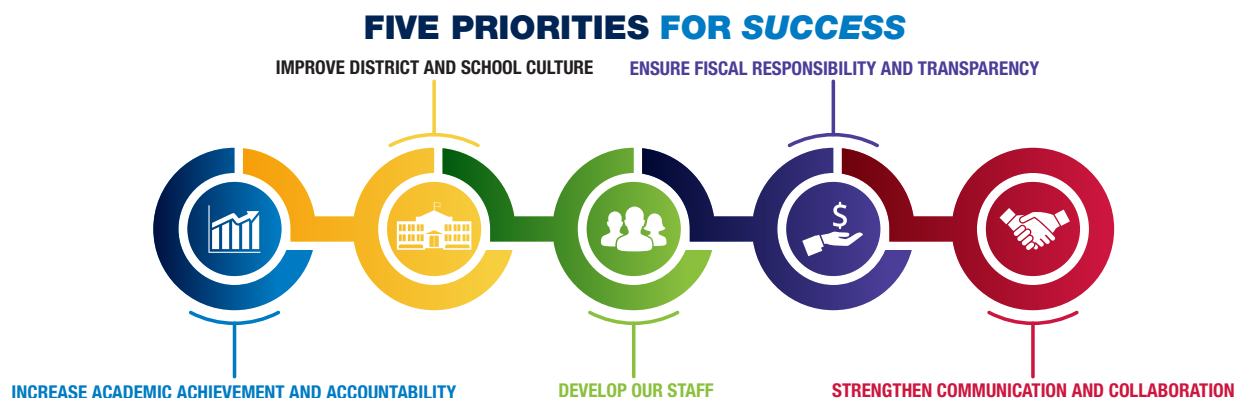 FIVE PRIORITIES FOR SUCCESS
IMPROVE DISTRICT AND SCHOOL CULTURE
ENSURE FISCAL RESPONSIBILITY AND TRANSPARENCY
$
INCREASE ACADEMIC ACHIEVEMENT AND ACCOUNTABILITY
DEVELOP OUR STAFF
STRENGTHEN COMMUNICATION AND COLLABORATION